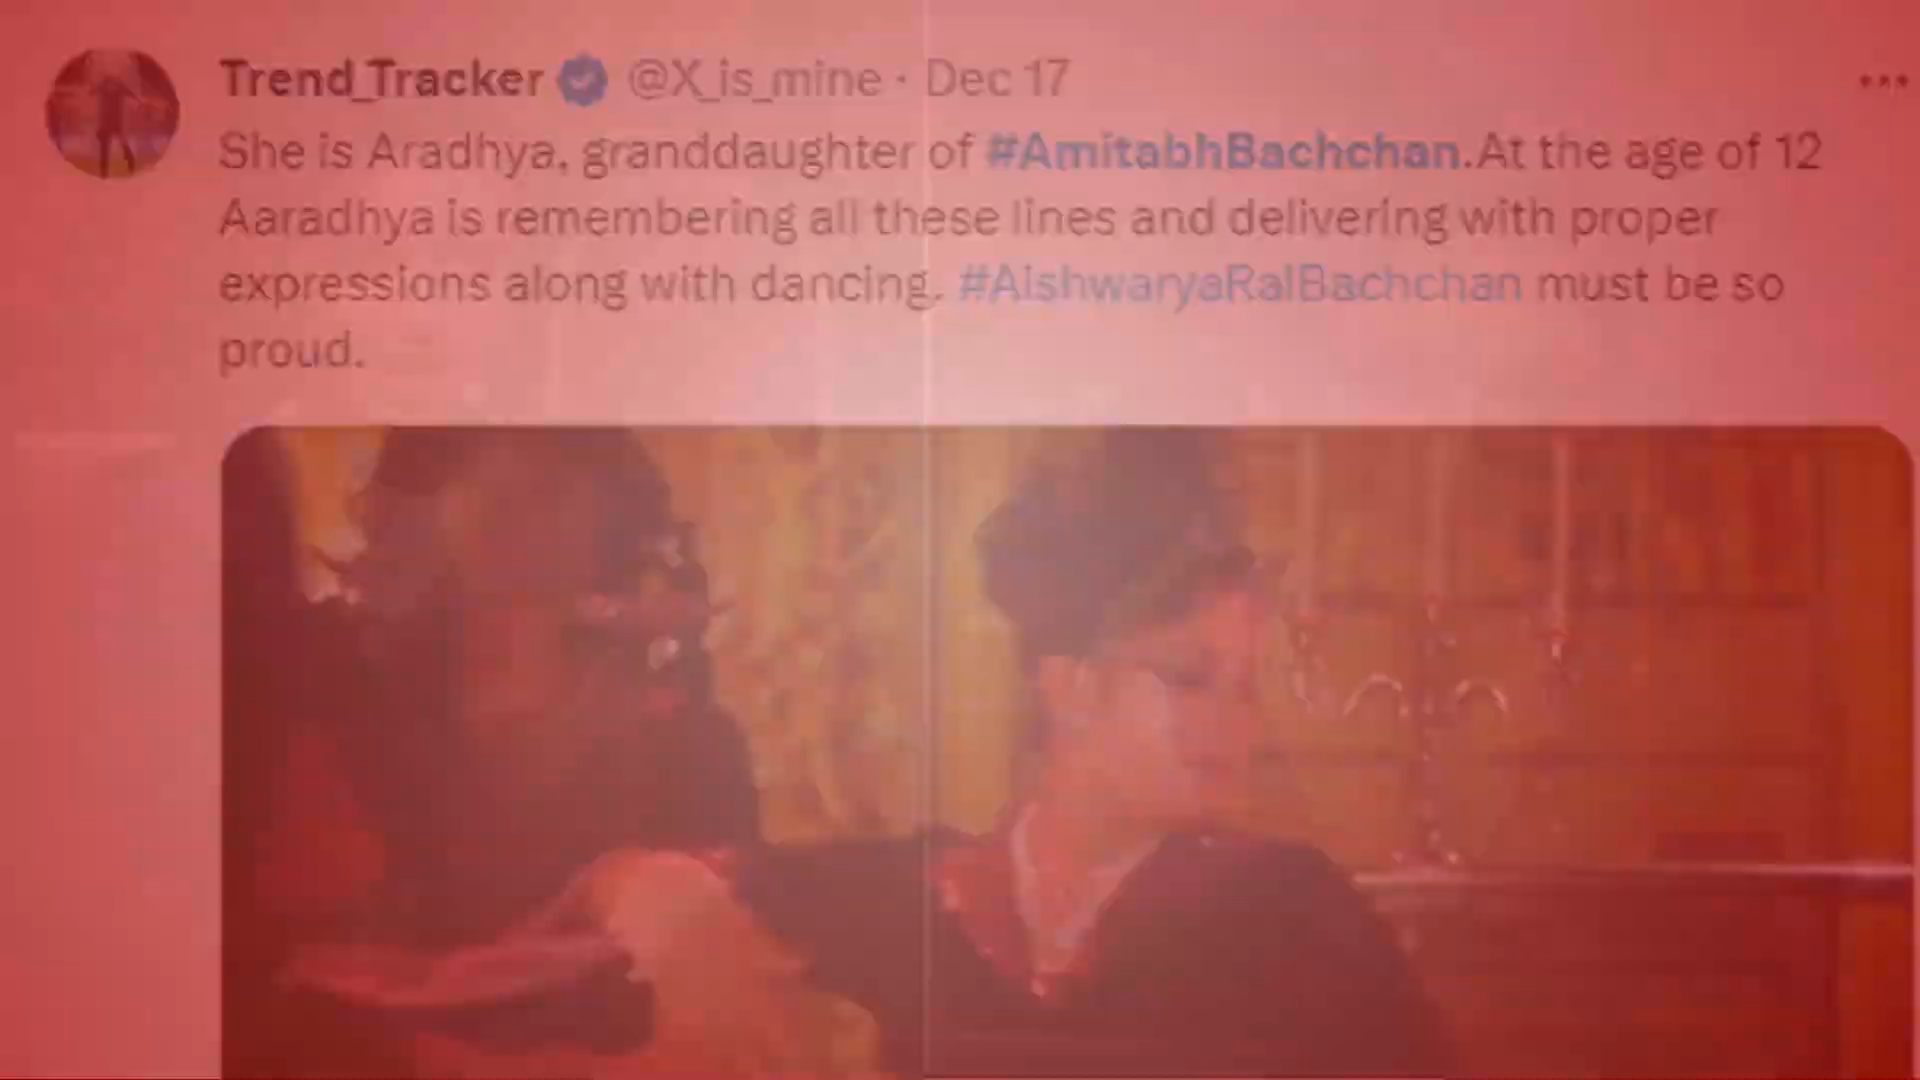 Trend_Tracker @X_is_mine · Dec 17
She is Aradhya, granddaughter of #AmitabhBachchan.At the age of 12
Aaradhya is remembering all these lines and delivering with proper
expressions along with dancing. #AishwaryaRaiBachchan must be so
proud.